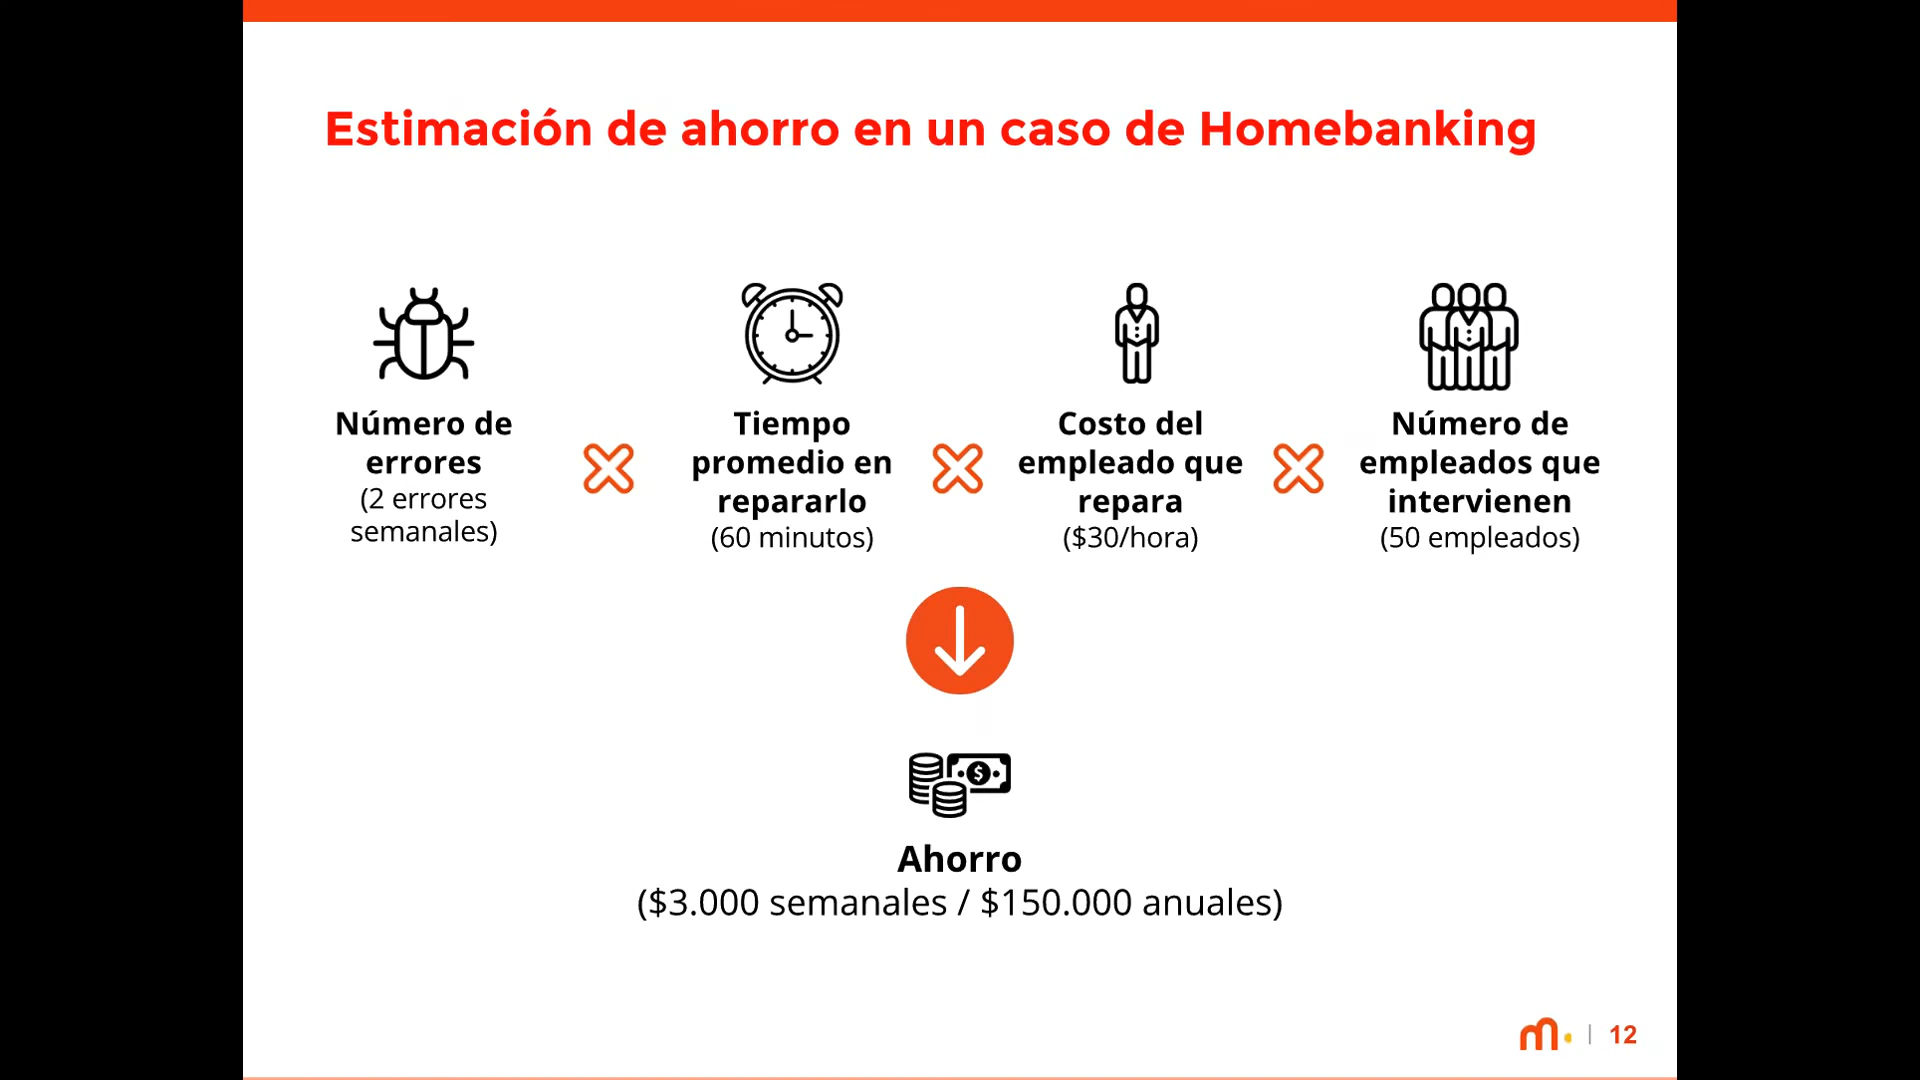 Estimación de ahorro en un caso de Homebanking
Número de
errores
(2 errores
semanales)
Tiempo
promedio en
repararlo
(60 minutos)
Costo del
empleado que
repara
($30/hora)
Número de
empleados que
intervienen
(50 empleados)
$
Ahorro
($3.000 semanales / $150.000 anuales)
m. | 12